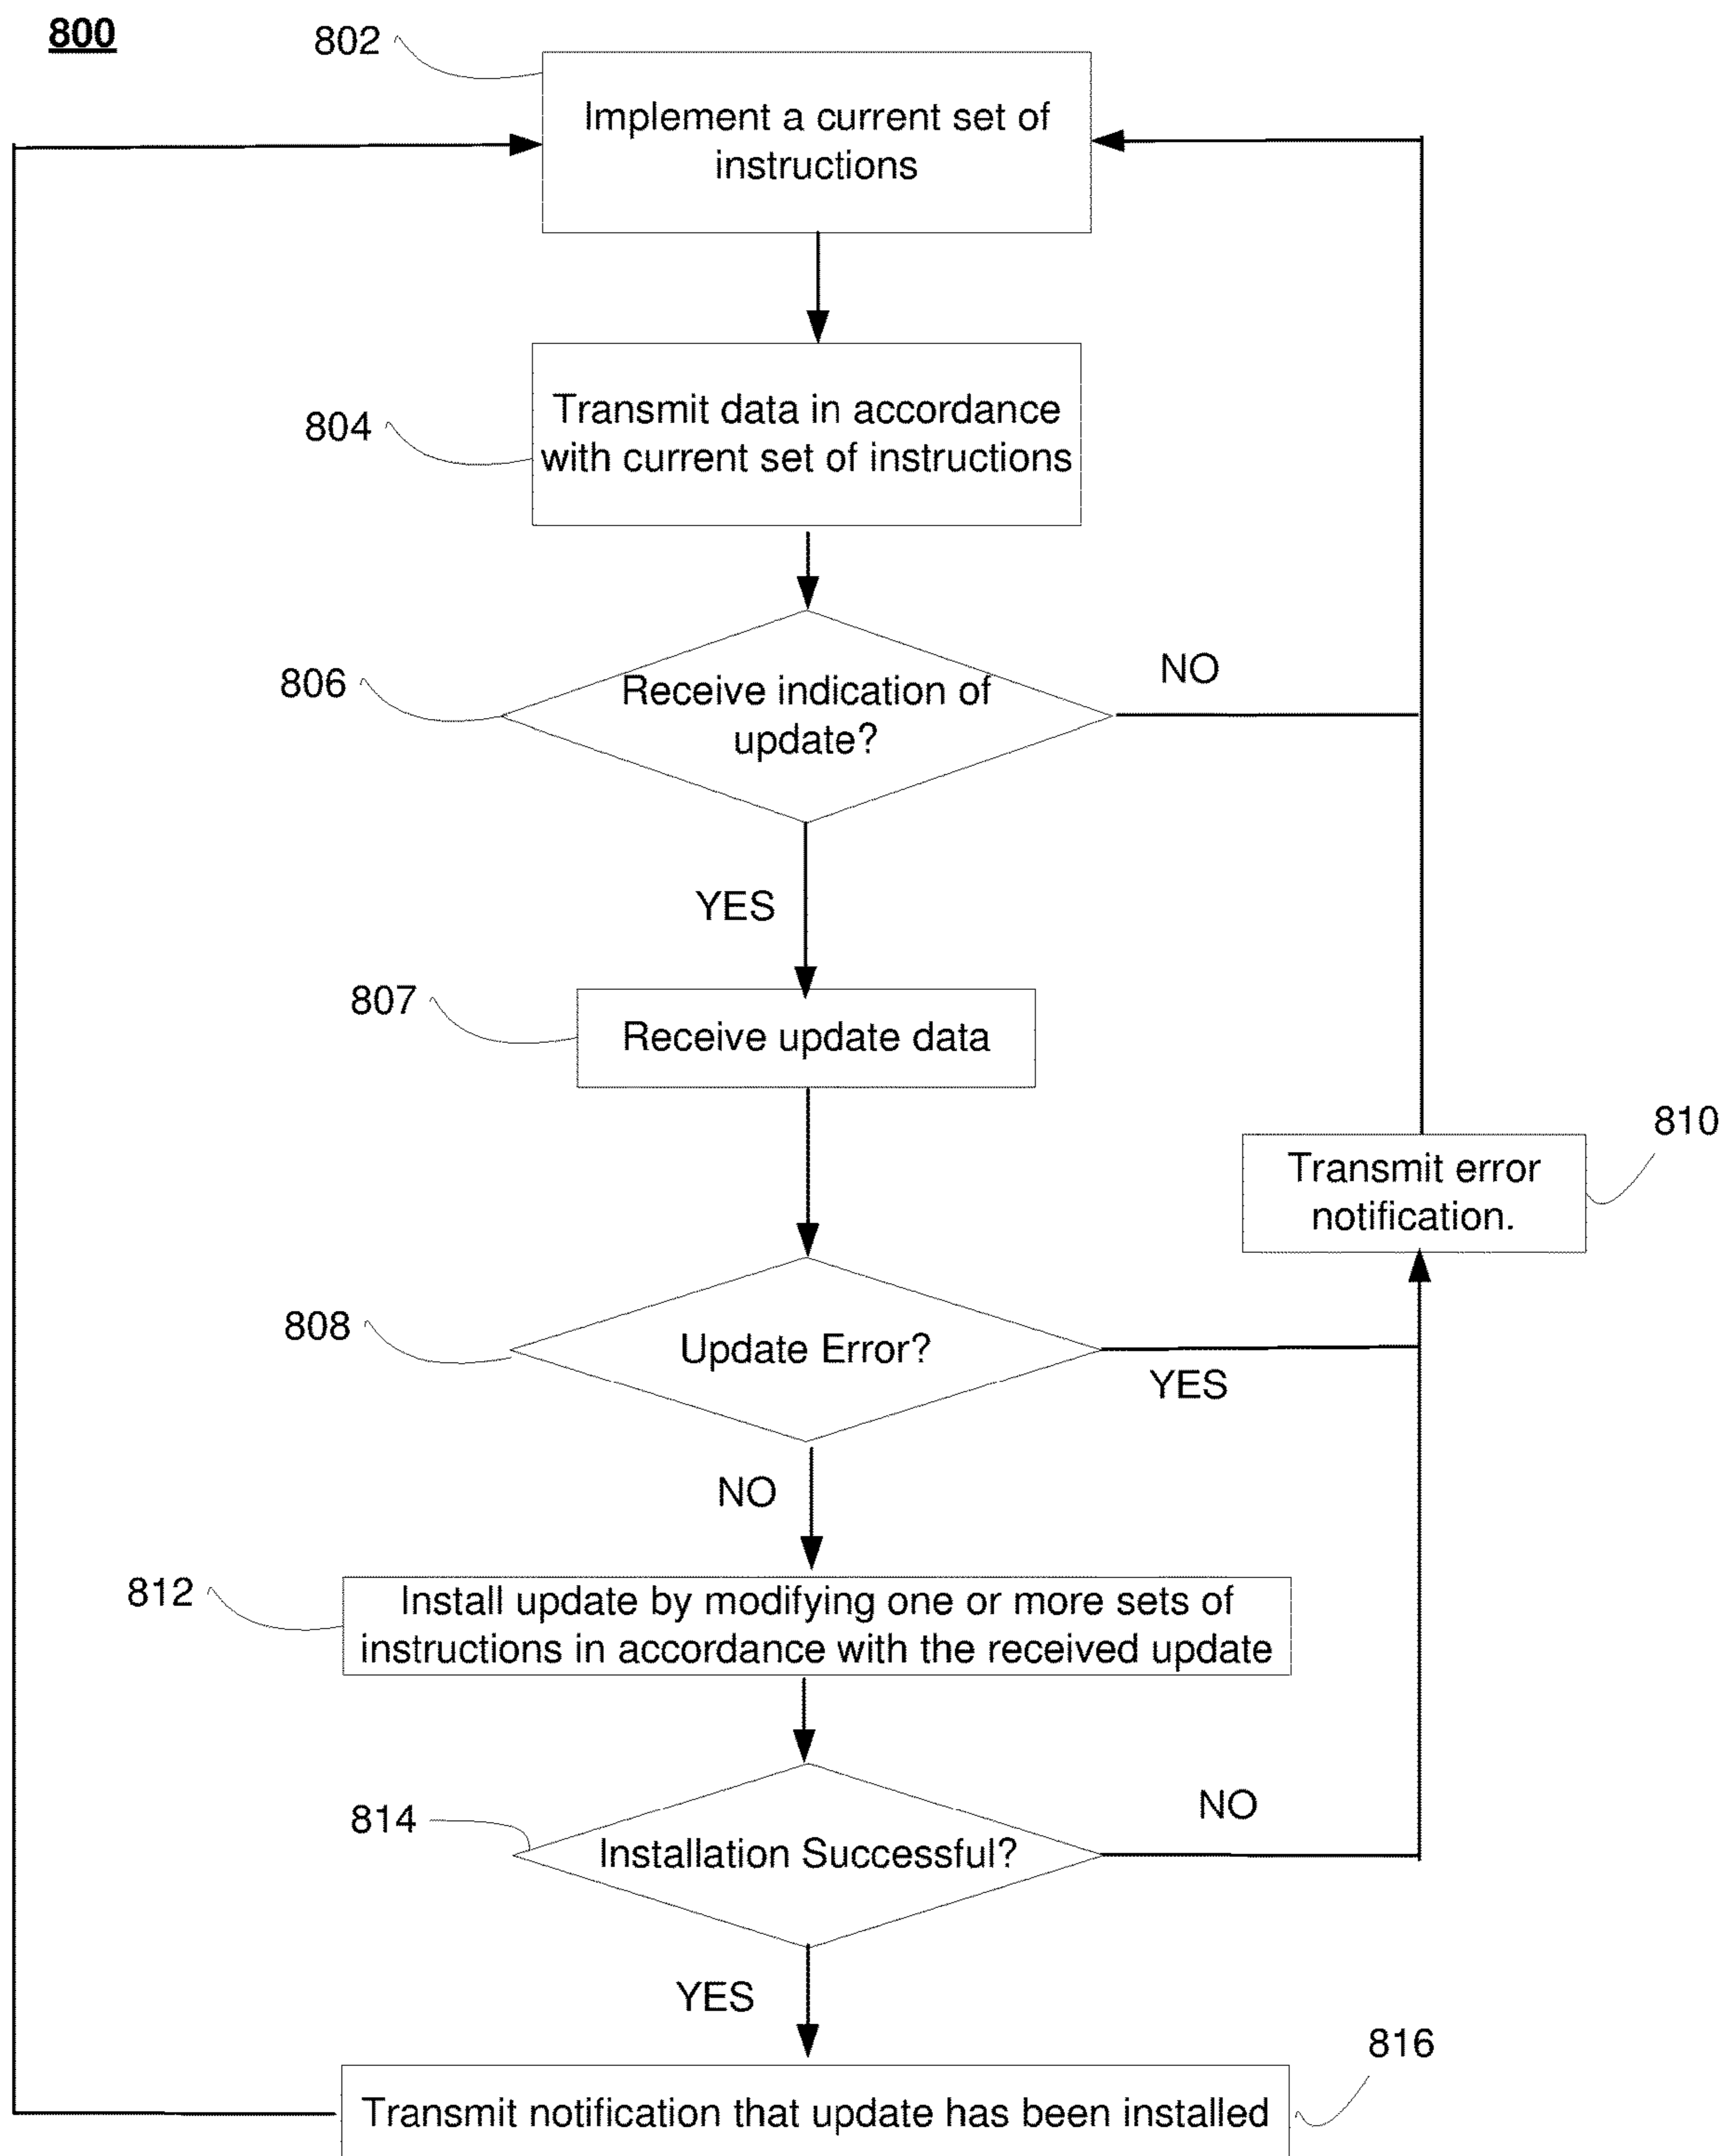 800
802
Implement a current set of
instructions
804
Transmit data in accordance
with current set of instructions
806
Receive indication of
update?
NO
YES
807
Receive update data
810
Transmit error
notification.
808
Update Error?
YES
NO
812
Install update by modifying one or more sets of
instructions in accordance with the received update
814
Installation Successful?
NO
YES
816
Transmit notification that update has been installed